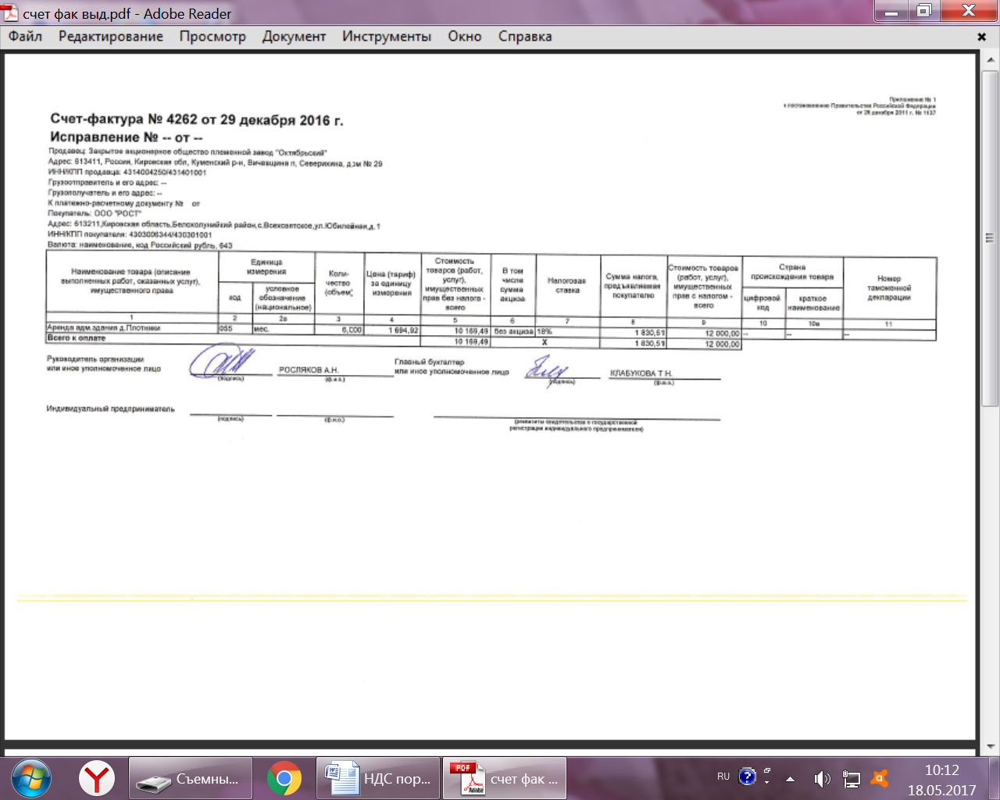 счет фак выд.pdf - Adobe Reader
Файл Редактирование Просмотр Документ Инструменты Окно Справка
Приложение № 1
к постановлению Правительства Российской Федерации
от 26 декабря 2011 г. № 1137
Счет-фактура № 4262 от 29 декабря 2016 г.
Исправление № -- от --
Продавец: Закрытое акционерное общество племенной завод "Октябрьский"
Адрес: 613411, Россия, Кировская обл, Куменский р-н, Вичевщина п, Северихина, дом № 29
ИНН/КПП продавца: 4314004250/431401001
Грузоотправитель и его адрес: --
Грузополучатель и его адрес: --
К платежно-расчетному документу № от
Покупатель: ООО "РОСТ"
Адрес: 613211,Кировская область,Белохолуницкий район,с.Всехсвятское,ул.Юбилейная,д.1
ИНН/КПП покупателя: 4303006344/430301001
Валюта: наименование, код Российский рубль, 643
Наименование товара (описание выполненных работ, оказанных услуг), имущественного права
Единица измерения
код
условное обозначение (национальное)
Коли-чество (объем)
Цена (тариф) за единицу измерения
Стоимость товаров (работ, услуг), имущественных прав без налога - всего
В том числе сумма акциза
Налоговая ставка
Сумма налога, предъявляемая покупателю
Стоимость товаров (работ, услуг), имущественных прав с налогом - всего
Страна происхождения товара
цифровой код
краткое наименование
Номер таможенной декларации
1 2 2а 3 4 5 6 7 8 9 10 10а 11
Аренда адм.здания д.Плотники 055 мес. 6,000 1 694,92 10 169,49 без акциза 18% 1 830,51 12 000,00 -- -- --
Всего к оплате 10 169,49 Х 1 830,51 12 000,00
Руководитель организации
или иное уполномоченное лицо
(подпись)
РОСЛЯКОВ А.Н.
(ф.и.о.)
Главный бухгалтер
или иное уполномоченное лицо
(подпись)
КЛАБУКОВА Т Н.
(ф.и.о.)
Индивидуальный предприниматель
(подпись)
(ф.и.о.)
(реквизиты свидетельства о государственной
регистрации индивидуального предпринимателя)
Съемны... НДС пор... счет фак ... RU 10:12
18.05.2017